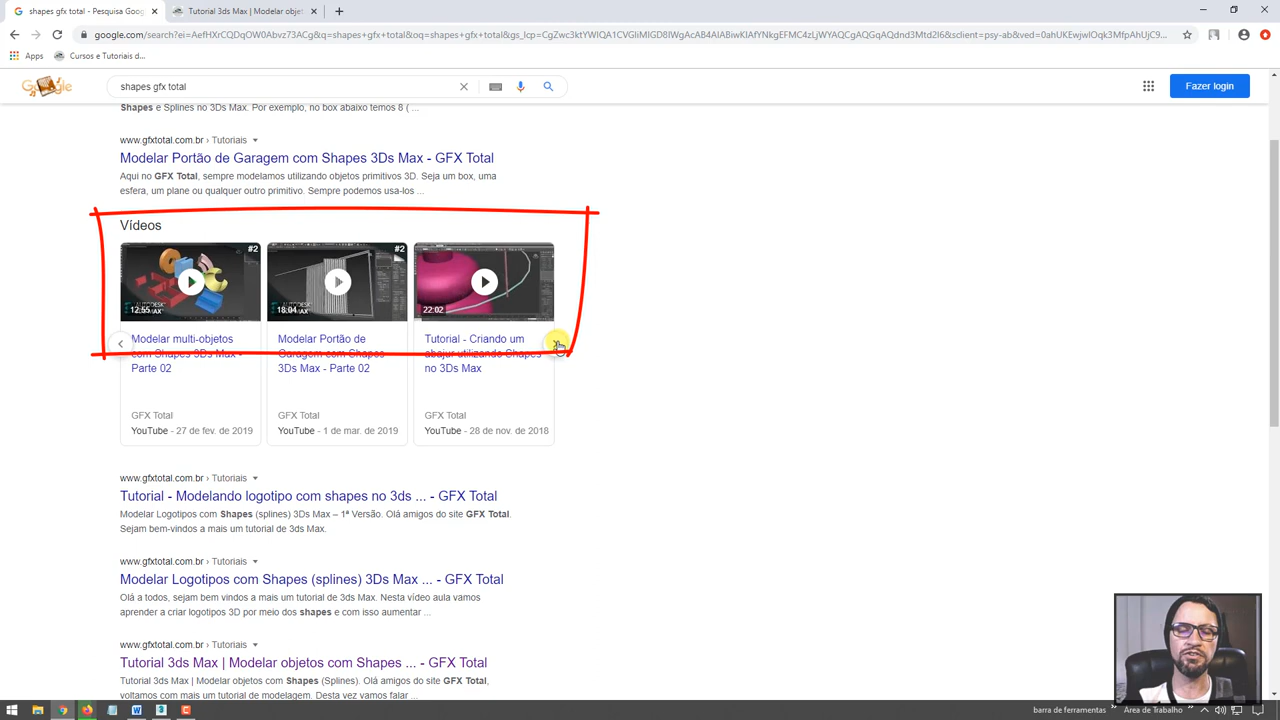 shapes gfx total - Pesquisa Goo
Tutorial 3ds Max | Modelar objet
Apps
Cursos e Tutoriais d...
Google
shapes gfx total
Fazer login
Shapes e Splines no 3Ds Max. Por exemplo, no box abaixo temos 8 ( ...
www.gfxtotal.com.br › Tutoriais
Modelar Portão de Garagem com Shapes 3Ds Max - GFX Total
Aqui no GFX Total, sempre modelamos utilizando objetos primitivos 3D. Seja um box, uma
esfera, um plane ou qualquer outro primitivo. Sempre podemos usa-los ...
Vídeos
#2
12:55
#2
18:04
22:02
Modelar multi-objetos
com Shapes 3Ds Max -
Parte 02
GFX Total
YouTube - 27 de fev. de 2019
Modelar Portão de
Garagem com Shapes
3Ds Max - Parte 02
GFX Total
YouTube - 1 de mar. de 2019
Tutorial - Criando um
abajur utilizando Shapes
no 3Ds Max
GFX Total
YouTube - 28 de nov. de 2018
www.gfxtotal.com.br › Tutoriais
Tutorial - Modelando logotipo com shapes no 3ds ... - GFX Total
Modelar Logotipos com Shapes (splines) 3Ds Max – 1ª Versão. Olá amigos do site GFX Total.
Sejam bem-vindos a mais um tutorial de 3ds Max.
www.gfxtotal.com.br › Tutoriais
Modelar Logotipos com Shapes (splines) 3Ds Max ... - GFX Total
Olá a todos, sejam bem vindos a mais um tutorial de 3ds Max. Nesta vídeo aula vamos
aprender a criar logotipos 3D por meio dos shapes e com isso aumentar ...
www.gfxtotal.com.br › Tutoriais
Tutorial 3ds Max | Modelar objetos com Shapes ... - GFX Total
Tutorial 3ds Max | Modelar objetos com Shapes (Splines). Olá amigos do site GFX Total,
voltamos com mais um tutorial de modelagem. Desta vez vamos falar ...
barra de ferramentas
Área de Trabalho